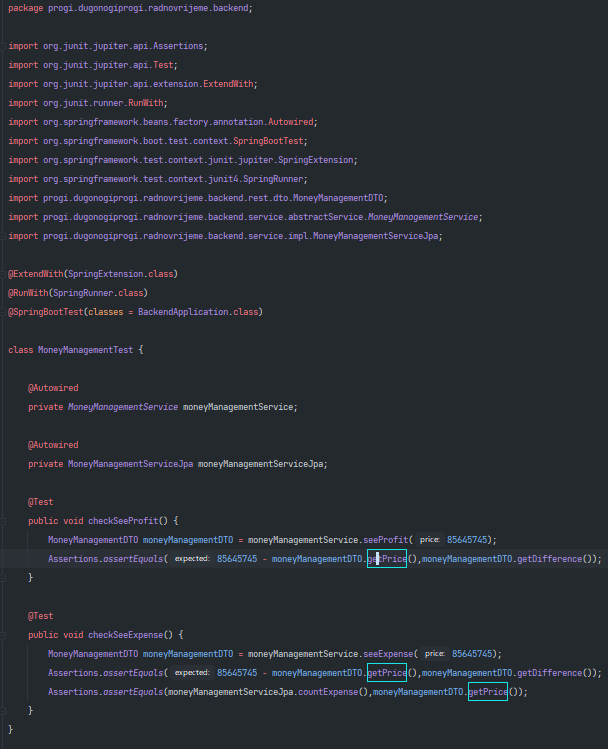 package progi.dugonogiprogi.radnovrijeme.backend;
import org.junit.jupiter.api.Assertions;
import org.junit.jupiter.api.Test;
import org.junit.jupiter.api.extension.ExtendWith;
import org.junit.runner.RunWith;
import org.springframework.beans.factory.annotation.Autowired;
import org.springframework.boot.test.context.SpringBootTest;
import org.springframework.test.context.junit.jupiter.SpringExtension;
import org.springframework.test.context.junit4.SpringRunner;
import progi.dugonogiprogi.radnovrijeme.backend.rest.dto.MoneyManagementDTO;
import progi.dugonogiprogi.radnovrijeme.backend.service.abstractService.MoneyManagementService;
import progi.dugonogiprogi.radnovrijeme.backend.service.impl.MoneyManagementServiceJpa;
@ExtendWith(SpringExtension.class)
@RunWith(SpringRunner.class)
@SpringBootTest(classes = BackendApplication.class)
class MoneyManagementTest {
@Autowired
private MoneyManagementService moneyManagementService;
@Autowired
private MoneyManagementServiceJpa moneyManagementServiceJpa;
@Test
public void checkSeeProfit() {
MoneyManagementDTO moneyManagementDTO = moneyManagementService.seeProfit( price: 85645745);
Assertions.assertEquals( expected: 85645745 - moneyManagementDTO.getPrice(),moneyManagementDTO.getDifference());
}
@Test
public void checkSeeExpense() {
MoneyManagementDTO moneyManagementDTO = moneyManagementService.seeExpense( price: 85645745);
Assertions.assertEquals( expected: 85645745 - moneyManagementDTO.getPrice(),moneyManagementDTO.getDifference());
Assertions.assertEquals(moneyManagementServiceJpa.countExpense(),moneyManagementDTO.getPrice());
}
}